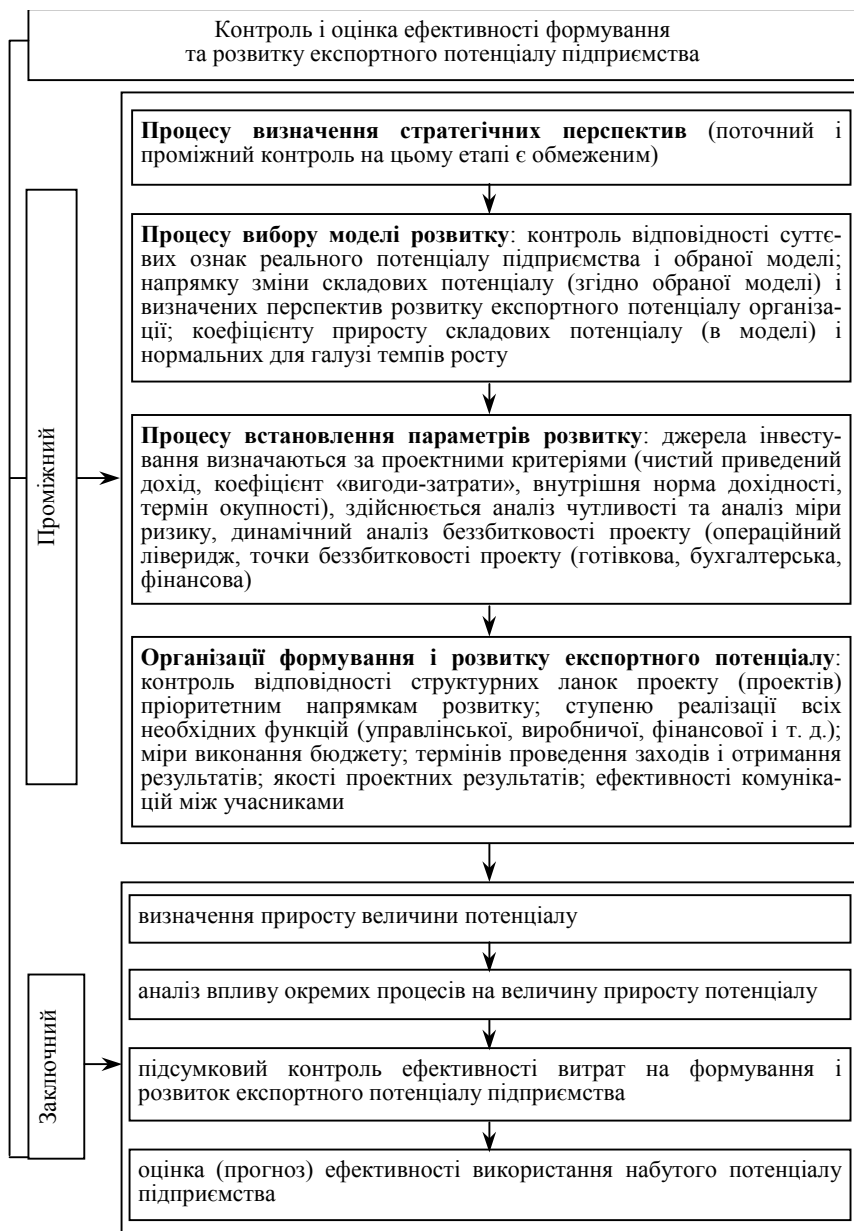 Контроль і оцінка ефективності формування
та розвитку експортного потенціалу підприємства
Процесу визначення стратегічних перспектив (поточний і
проміжний контроль на цьому етапі є обмеженим)
Проміжний
Процесу вибору моделі розвитку: контроль відповідності суттє-
вих ознак реального потенціалу підприємства і обраної моделі;
напрямку зміни складових потенціалу (згідно обраної моделі) і
визначених перспектив розвитку експортного потенціалу організа-
ції; коефіцієнту приросту складових потенціалу (в моделі) і
нормальних для галузі темпів росту
Процесу встановлення параметрів розвитку: джерела інвесту-
вання визначаються за проектними критеріями (чистий приведений
дохід, коефіцієнт «вигоди-затрати», внутрішня норма дохідності,
термін окупності), здійснюється аналіз чутливості та аналіз міри
ризику, динамічний аналіз беззбитковості проекту (операційний
ліверидж, точки беззбитковості проекту (готівкова, бухгалтерська,
фінансова)
Організації формування і розвитку експортного потенціалу:
контроль відповідності структурних ланок проекту (проектів)
пріоритетним напрямкам розвитку; ступеню реалізації всіх
необхідних функцій (управлінської, виробничої, фінансової і т. д.);
міри виконання бюджету; термінів проведення заходів і отримання
результатів; якості проектних результатів; ефективності комуніка-
цій між учасниками
Заключний
визначення приросту величини потенціалу
аналіз впливу окремих процесів на величину приросту потенціалу
підсумковий контроль ефективності витрат на формування і
розвиток експортного потенціалу підприємства
оцінка (прогноз) ефективності використання набутого потенціалу
підприємства